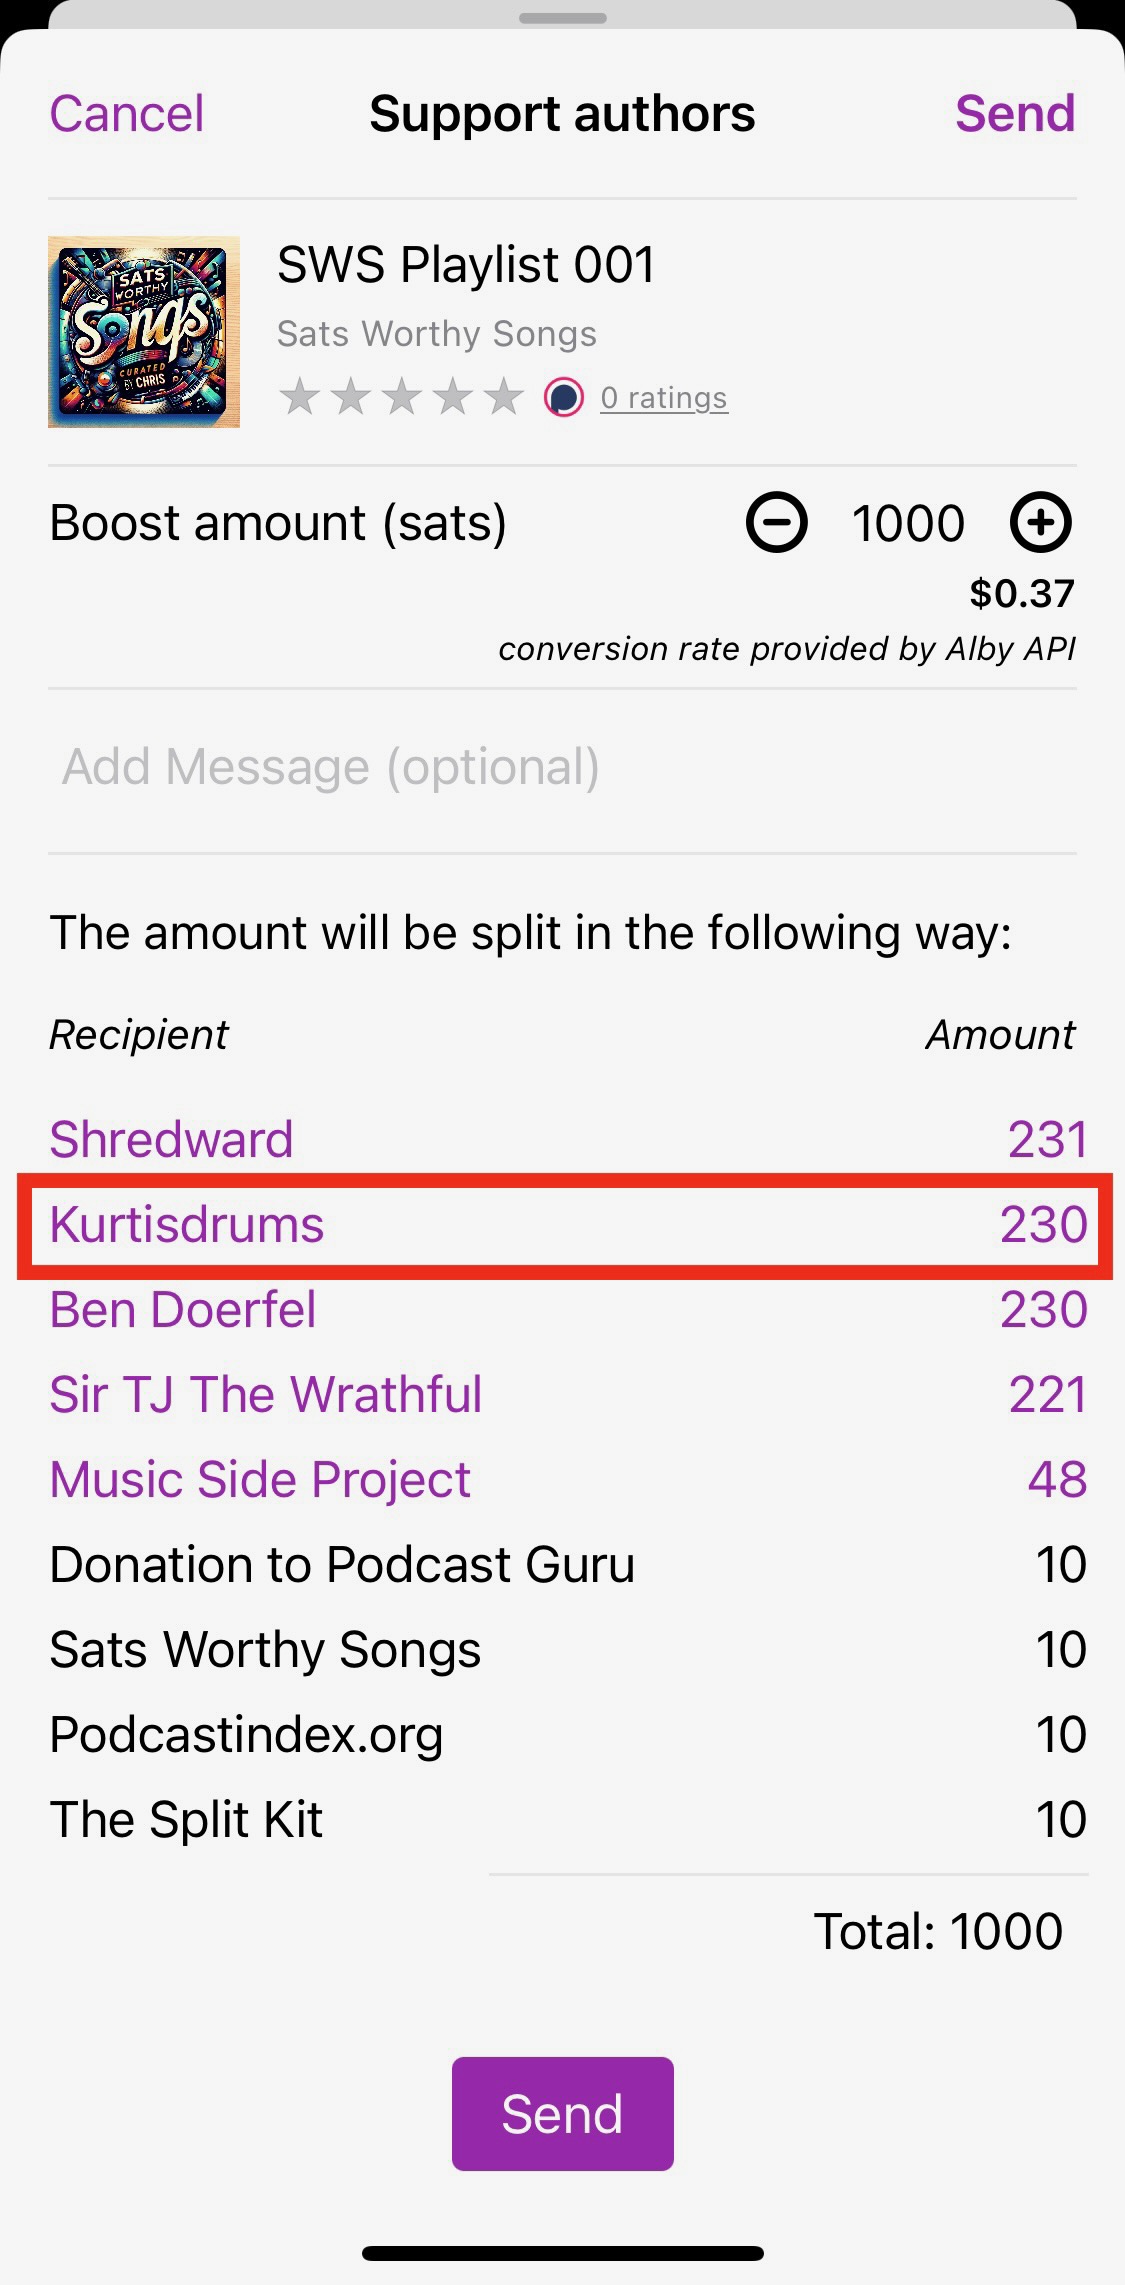 Cancel Support authors Send
SATS
WORTHY
Songs
CURATED
BY CHRIS
SWS Playlist 001
Sats Worthy Songs
0 ratings
Boost amount (sats) 1000
$0.37
conversion rate provided by Alby API
Add Message (optional)
The amount will be split in the following way:
Recipient Amount
Shredward 231
Kurtisdrums 230
Ben Doerfel 230
Sir TJ The Wrathful 221
Music Side Project 48
Donation to Podcast Guru 10
Sats Worthy Songs 10
Podcastindex.org 10
The Split Kit 10
Total: 1000
Send